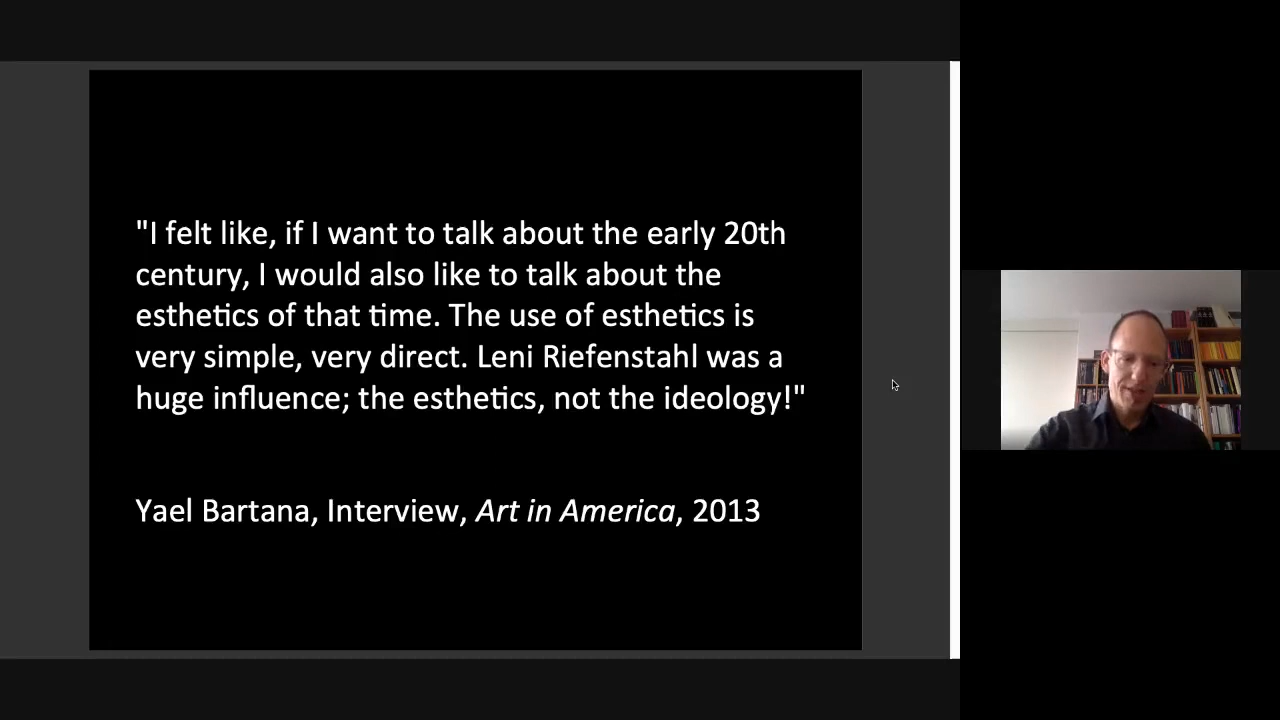 "I felt like, if I want to talk about the early 20th
century, I would also like to talk about the
esthetics of that time. The use of esthetics is
very simple, very direct. Leni Riefenstahl was a
huge influence; the esthetics, not the ideology!"
Yael Bartana, Interview, Art in America, 2013